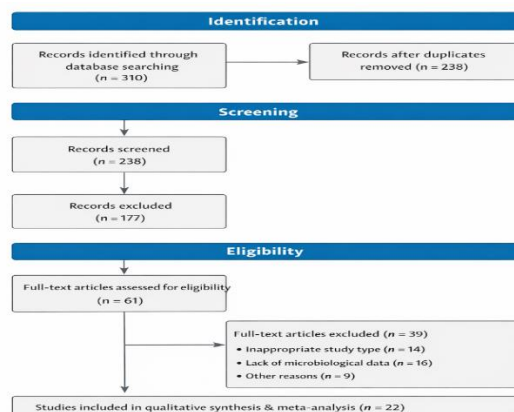 Identification
Records identified through
database searching
(n = 310)
Records after duplicates
removed (n = 238)
Screening
Records screened
(n = 238)
Records excluded
(n = 177)
Eligibility
Full-text articles assessed for eligibility
(n = 61)
Full-text articles excluded (n = 39)
• Inappropriate study type (n = 14)
• Lack of microbiological data (n = 16)
• Other reasons (n = 9)
Studies included in qualitative synthesis & meta-analysis (n = 22)